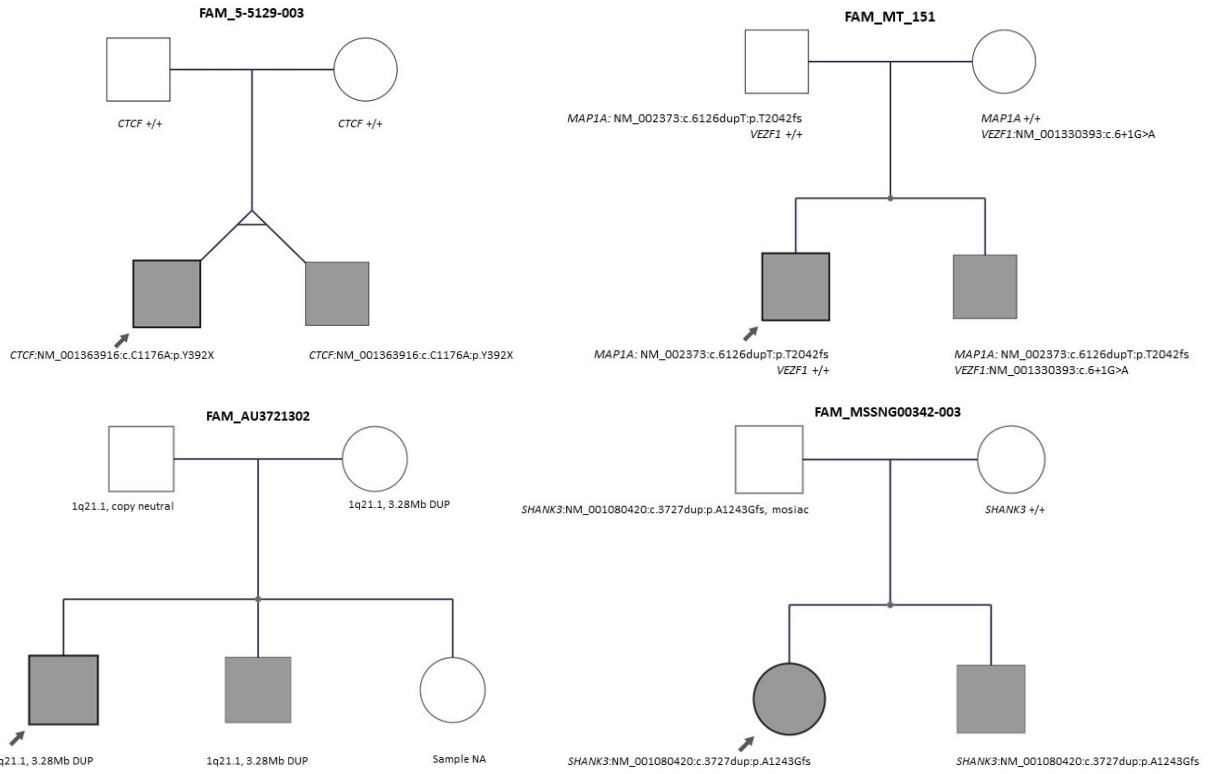 FAM_5-5129-003
CTCF +/+
CTCF +/+
CTCF:NM_001363916:c.C1176A:p.Y392X
CTCF:NM_001363916:c.C1176A:p.Y392X
FAM_MT_151
MAP1A: NM_002373:c.6126dupT:p.T2042fs
VEZF1 +/+
MAP1A +/+
VEZF1:NM_001330393:c.6+1G>A
MAP1A: NM_002373:c.6126dupT:p.T2042fs
VEZF1 +/+
MAP1A: NM_002373:c.6126dupT:p.T2042fs
VEZF1:NM_001330393:c.6+1G>A
FAM_AU3721302
1q21.1, copy neutral
1q21.1, 3.28Mb DUP
q21.1, 3.28Mb DUP
1q21.1, 3.28Mb DUP
Sample NA
FAM_MSSNG00342-003
SHANK3:NM_001080420:c.3727dup:p.A1243Gfs, mosiac
SHANK3 +/+
SHANK3:NM_001080420:c.3727dup:p.A1243Gfs
SHANK3:NM_001080420:c.3727dup:p.A1243Gfs